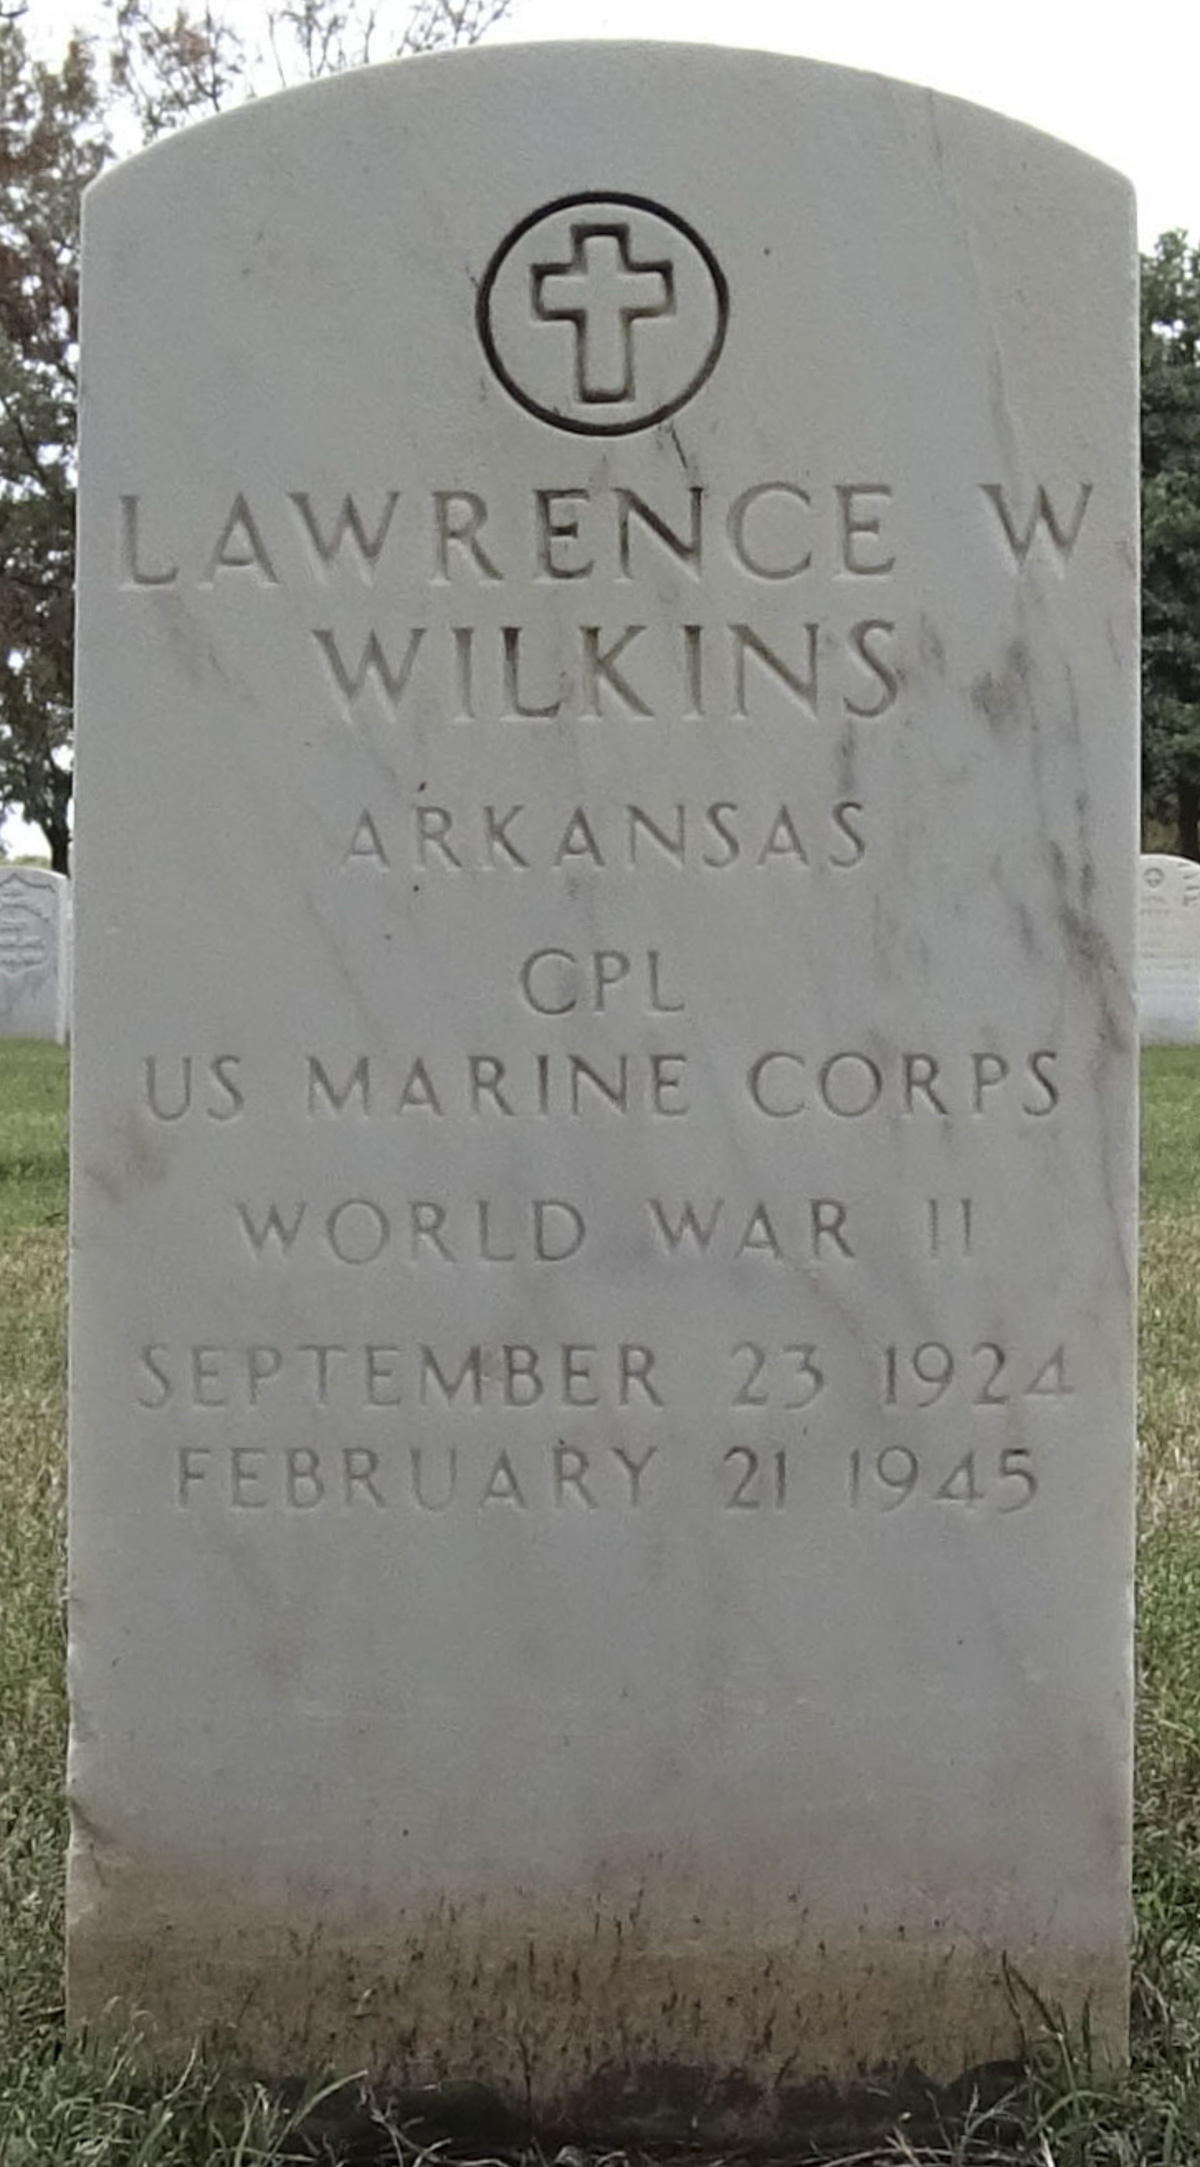 LAWRENCE W
WILKINS
ARKANSAS
CPL
US MARINE CORPS
WORLD WAR II
SEPTEMBER 23 1924
FEBRUARY 21 1945